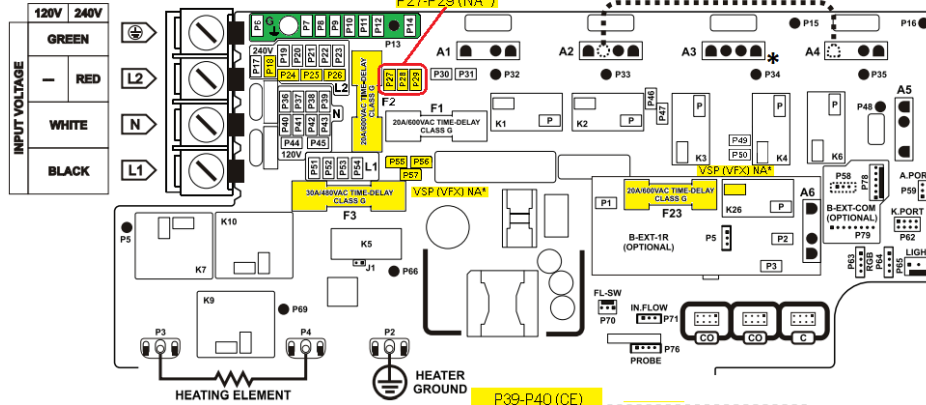 P27-P29 (NA*)
120V 240V
INPUT VOLTAGE
GREEN
— RED
WHITE
BLACK
L2
N
L1
P6 G P7 P8 P9 P10 P11 P12 P14
P13
240V
P17 P18 P19 P20 P21 P22 P23
P24 P25 P26
L2
P36 P37 P38 P39
N
P40 P41 P42 P43
P44 P45
120V
P51 P52 P53 P54
L1
20A/600VAC TIME-DELAY
CLASS G
F2
P27 P28 P29
P30 P31
F1
20A/600VAC TIME-DELAY
CLASS G
P55 P56
P57
30A/480VAC TIME-DELAY
CLASS G
F3
VSP (VFX) NA*
A1 A2 A3 A4
P15 P16
P32 P33 P34 P35
*
A5
P46
P47
P48
P49
P50
K1 P
K2 P
K3 P
K4 P
K6 P
VSP (VFX) NA*
20A/600VAC TIME-DELAY
CLASS G
F23
K26 P
A6
P1
B-EXT-1R
(OPTIONAL)
P5
P2
P3
P58
P78
B-EXT-COM
(OPTIONAL)
P79
A.POR
P59
K.PORT
P62
P63
RGB
P64
P65
LIGH
P5
K10
K7
K5
J1
P66
K9
P69
P3 P4 P2
HEATING ELEMENT
HEATER
GROUND
FL-SW
P70
IN.FLOW
P71
P76
PROBE
CO CO C
P39-P40 (CE)